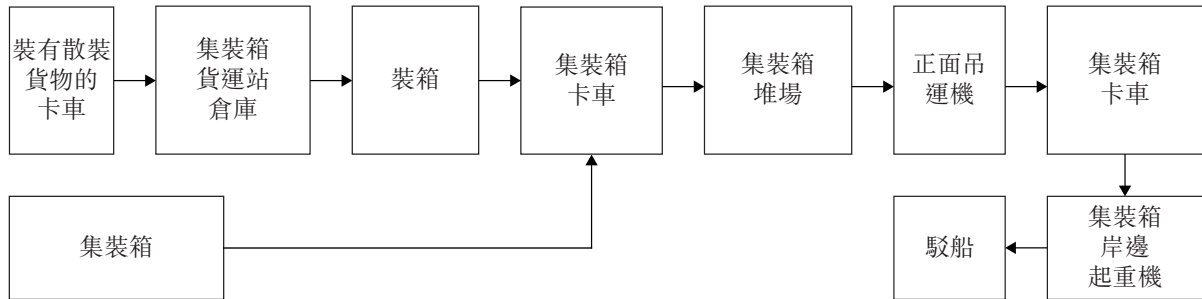 裝有散裝
貨物的
卡車
集裝箱
貨運站
倉庫
裝箱
集裝箱
卡車
集裝箱
堆場
正面吊
運機
集裝箱
卡車
集裝箱
駁船
集裝箱
岸邊
起重機